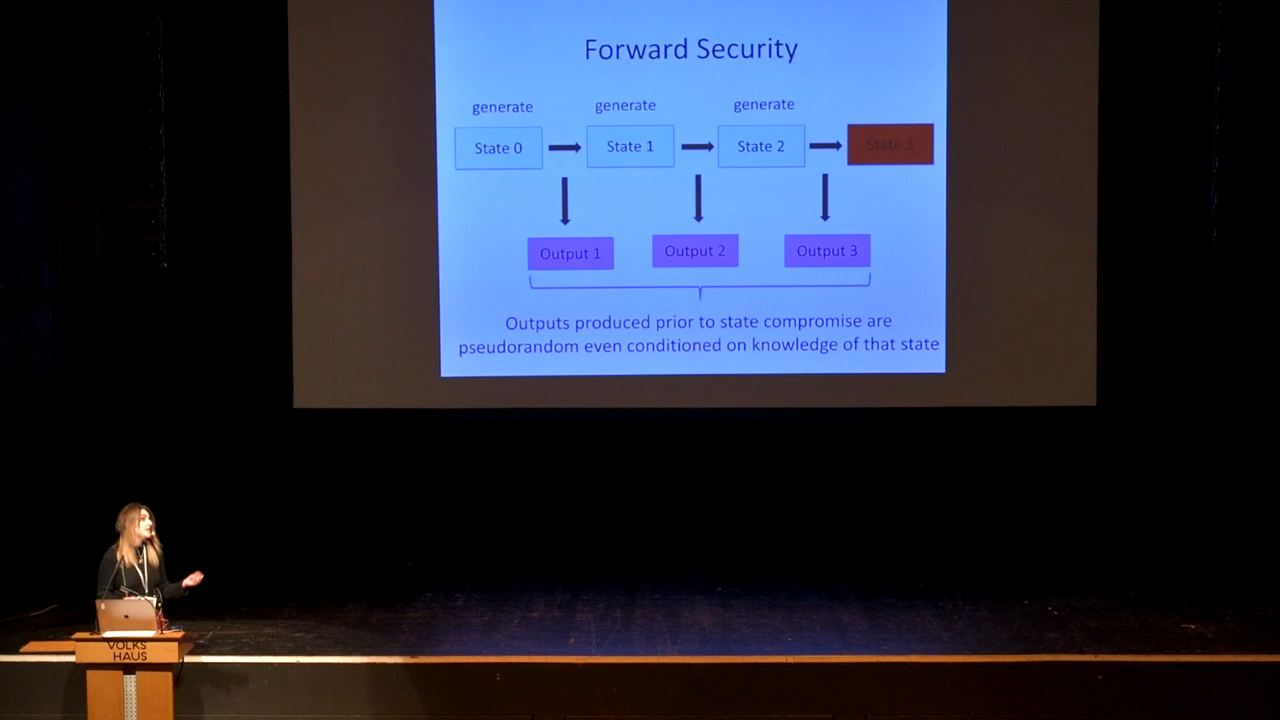 Forward Security
generate generate generate
State 0 State 1 State 2 State 3
Output 1 Output 2 Output 3
Outputs produced prior to state compromise are
pseudorandom even conditioned on knowledge of that state
VOLKS
HAUS